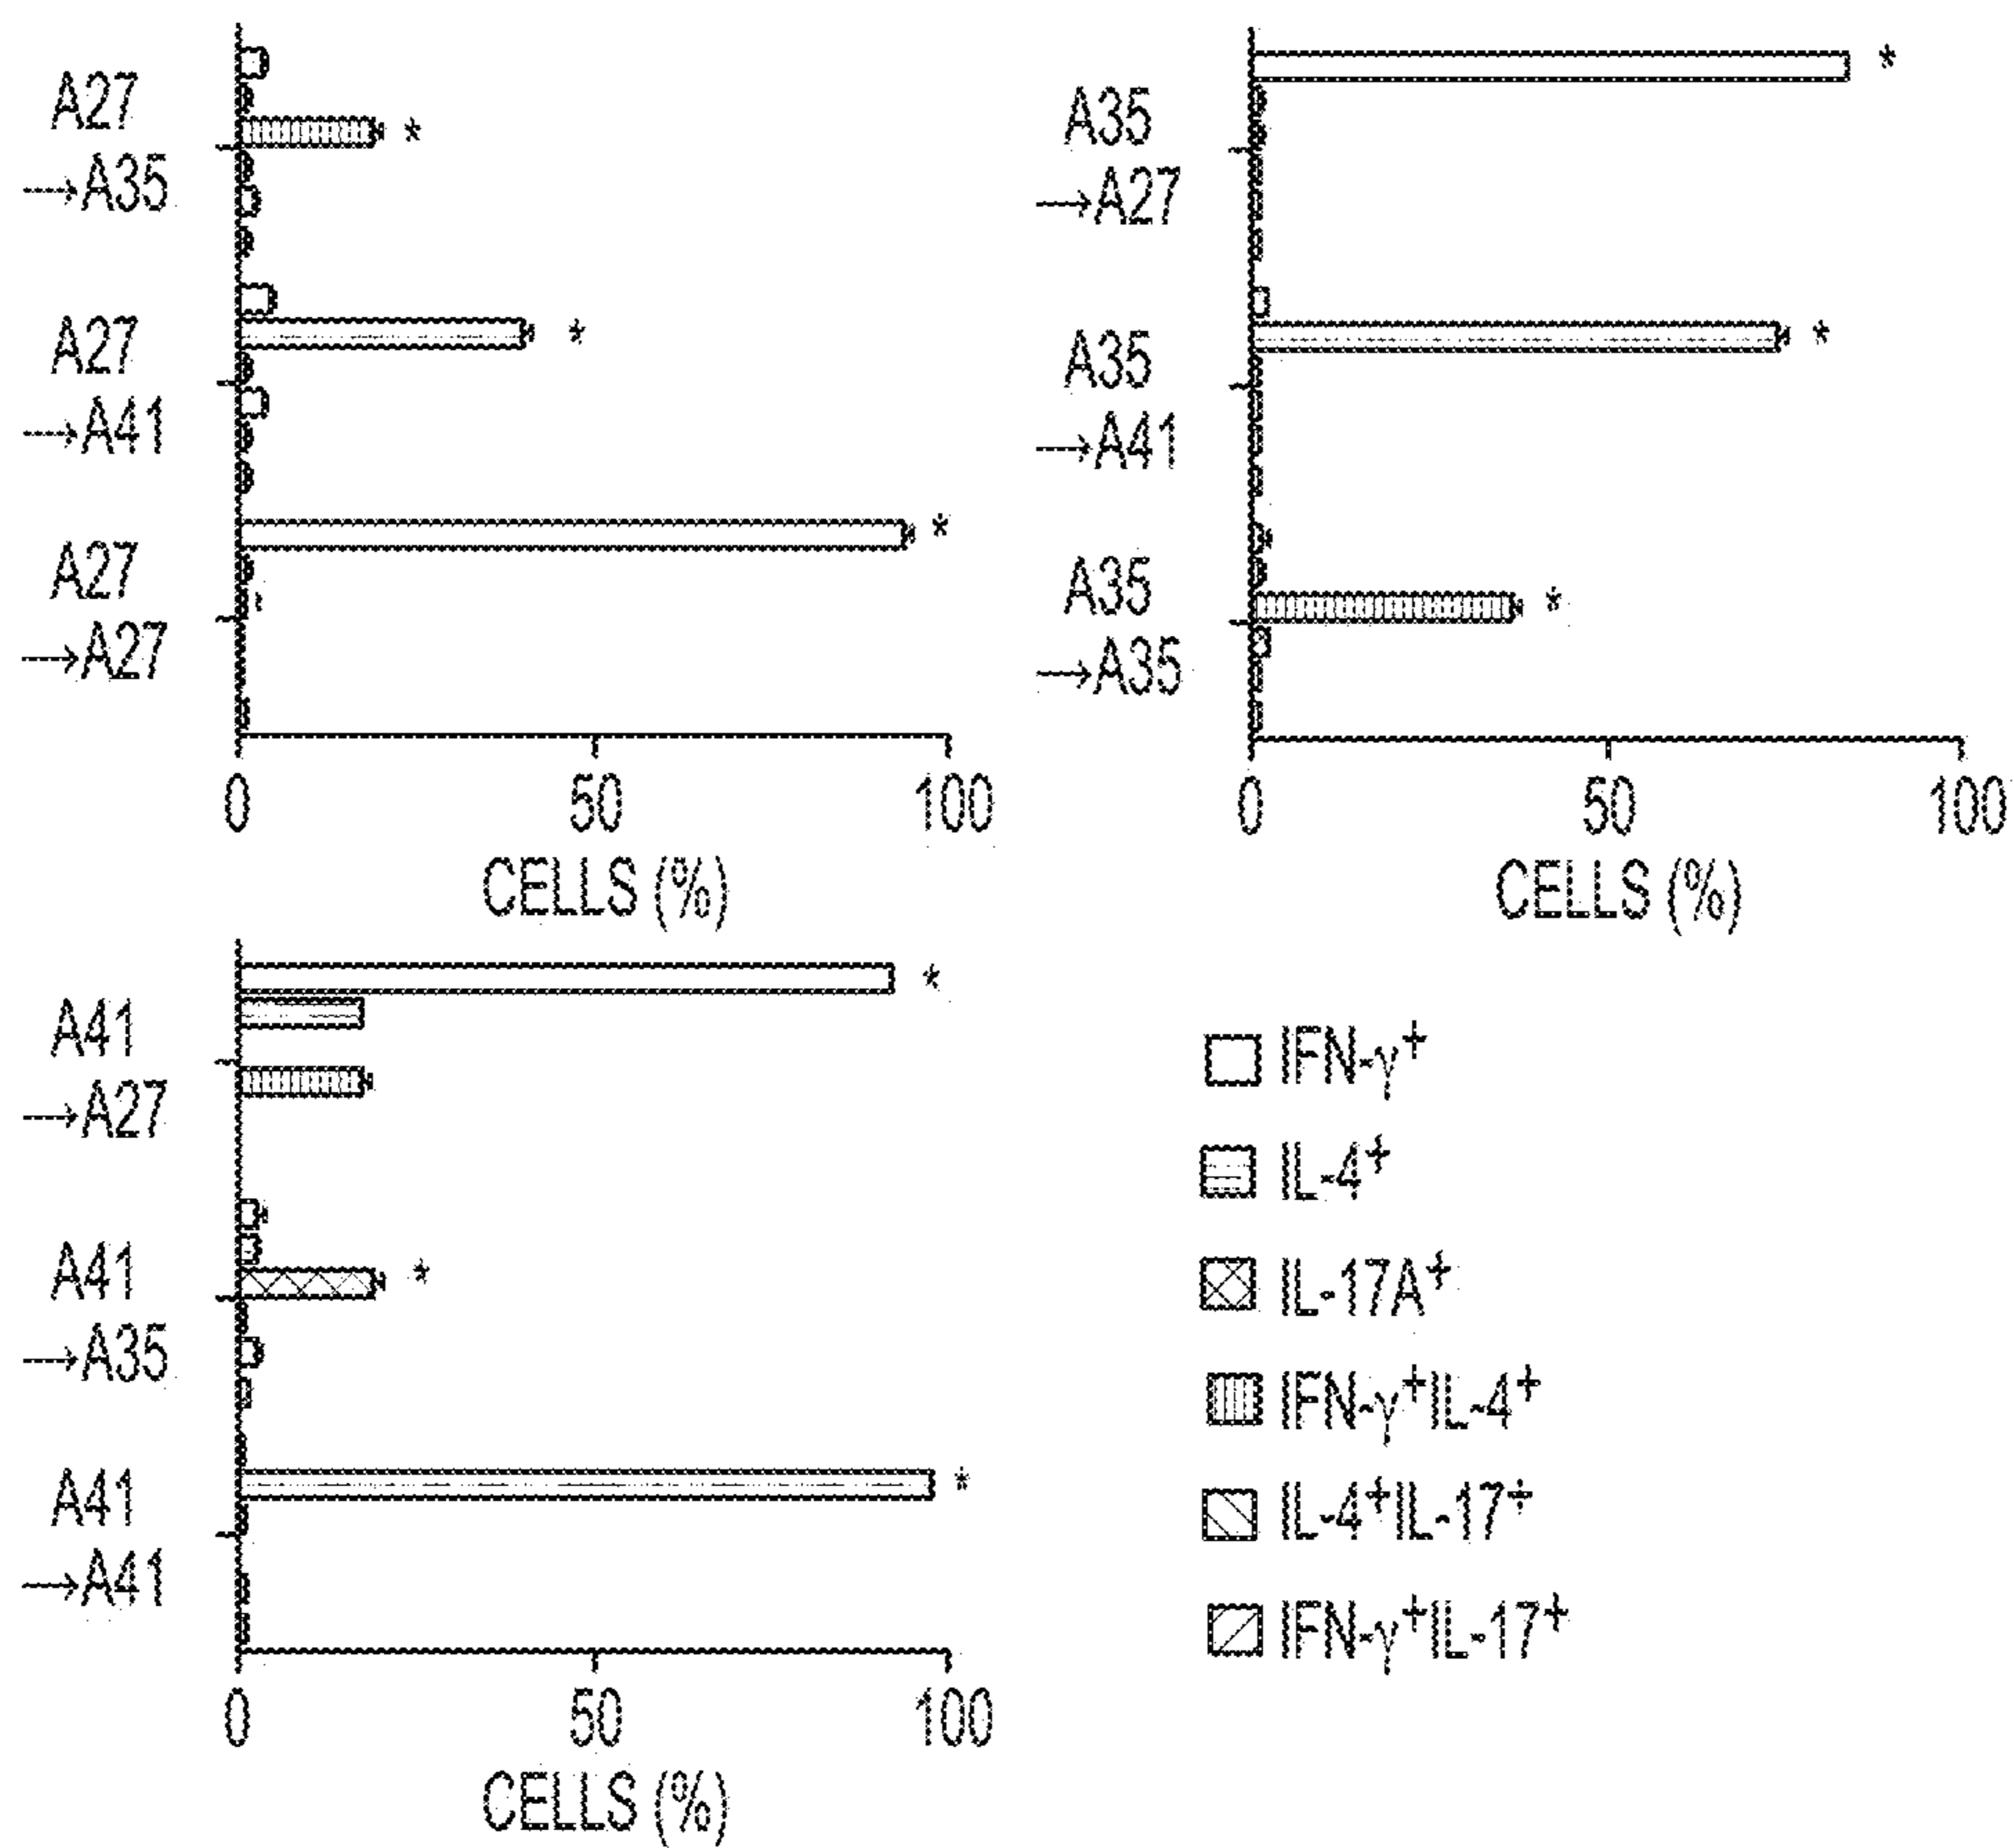 A27
→A35
*
A27
→A41
*
A27
→A27
*
0 50 100
CELLS (%)
A35
→A27
*
A35
→A41
*
A35
→A35
*
0 50 100
CELLS (%)
A41
→A27
*
A41
→A35
*
A41
→A41
*
0 50 100
CELLS (%)
IFN-γ⁺
IL-4⁺
IL-17A⁺
IFN-γ⁺IL-4⁺
IL-4⁺IL-17⁺
IFN-γ⁺IL-17⁺